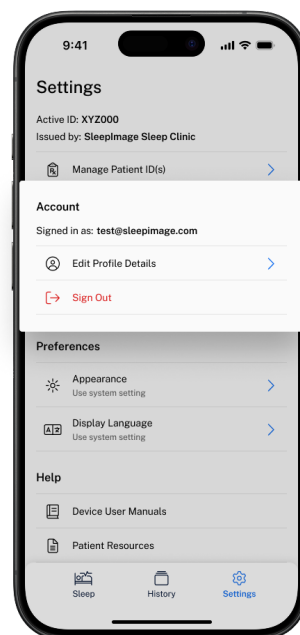 9:41
Settings
Active ID: XYZ000
Issued by: SleepImage Sleep Clinic
Manage Patient ID(s)
Account
Signed in as: test@sleepimage.com
Edit Profile Details
Sign Out
Preferences
Appearance
Use system setting
Display Language
Use system setting
Help
Device User Manuals
Patient Resources
Sleep History Settings